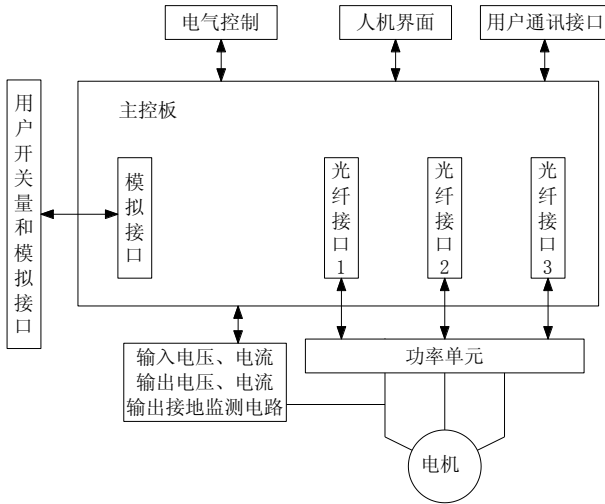 电气控制
人机界面
用户通讯接口
主控板
用户开关量和模拟接口
模拟接口
光纤接口1
光纤接口2
光纤接口3
输入电压、电流
输出电压、电流
输出接地监测电路
功率单元
电机